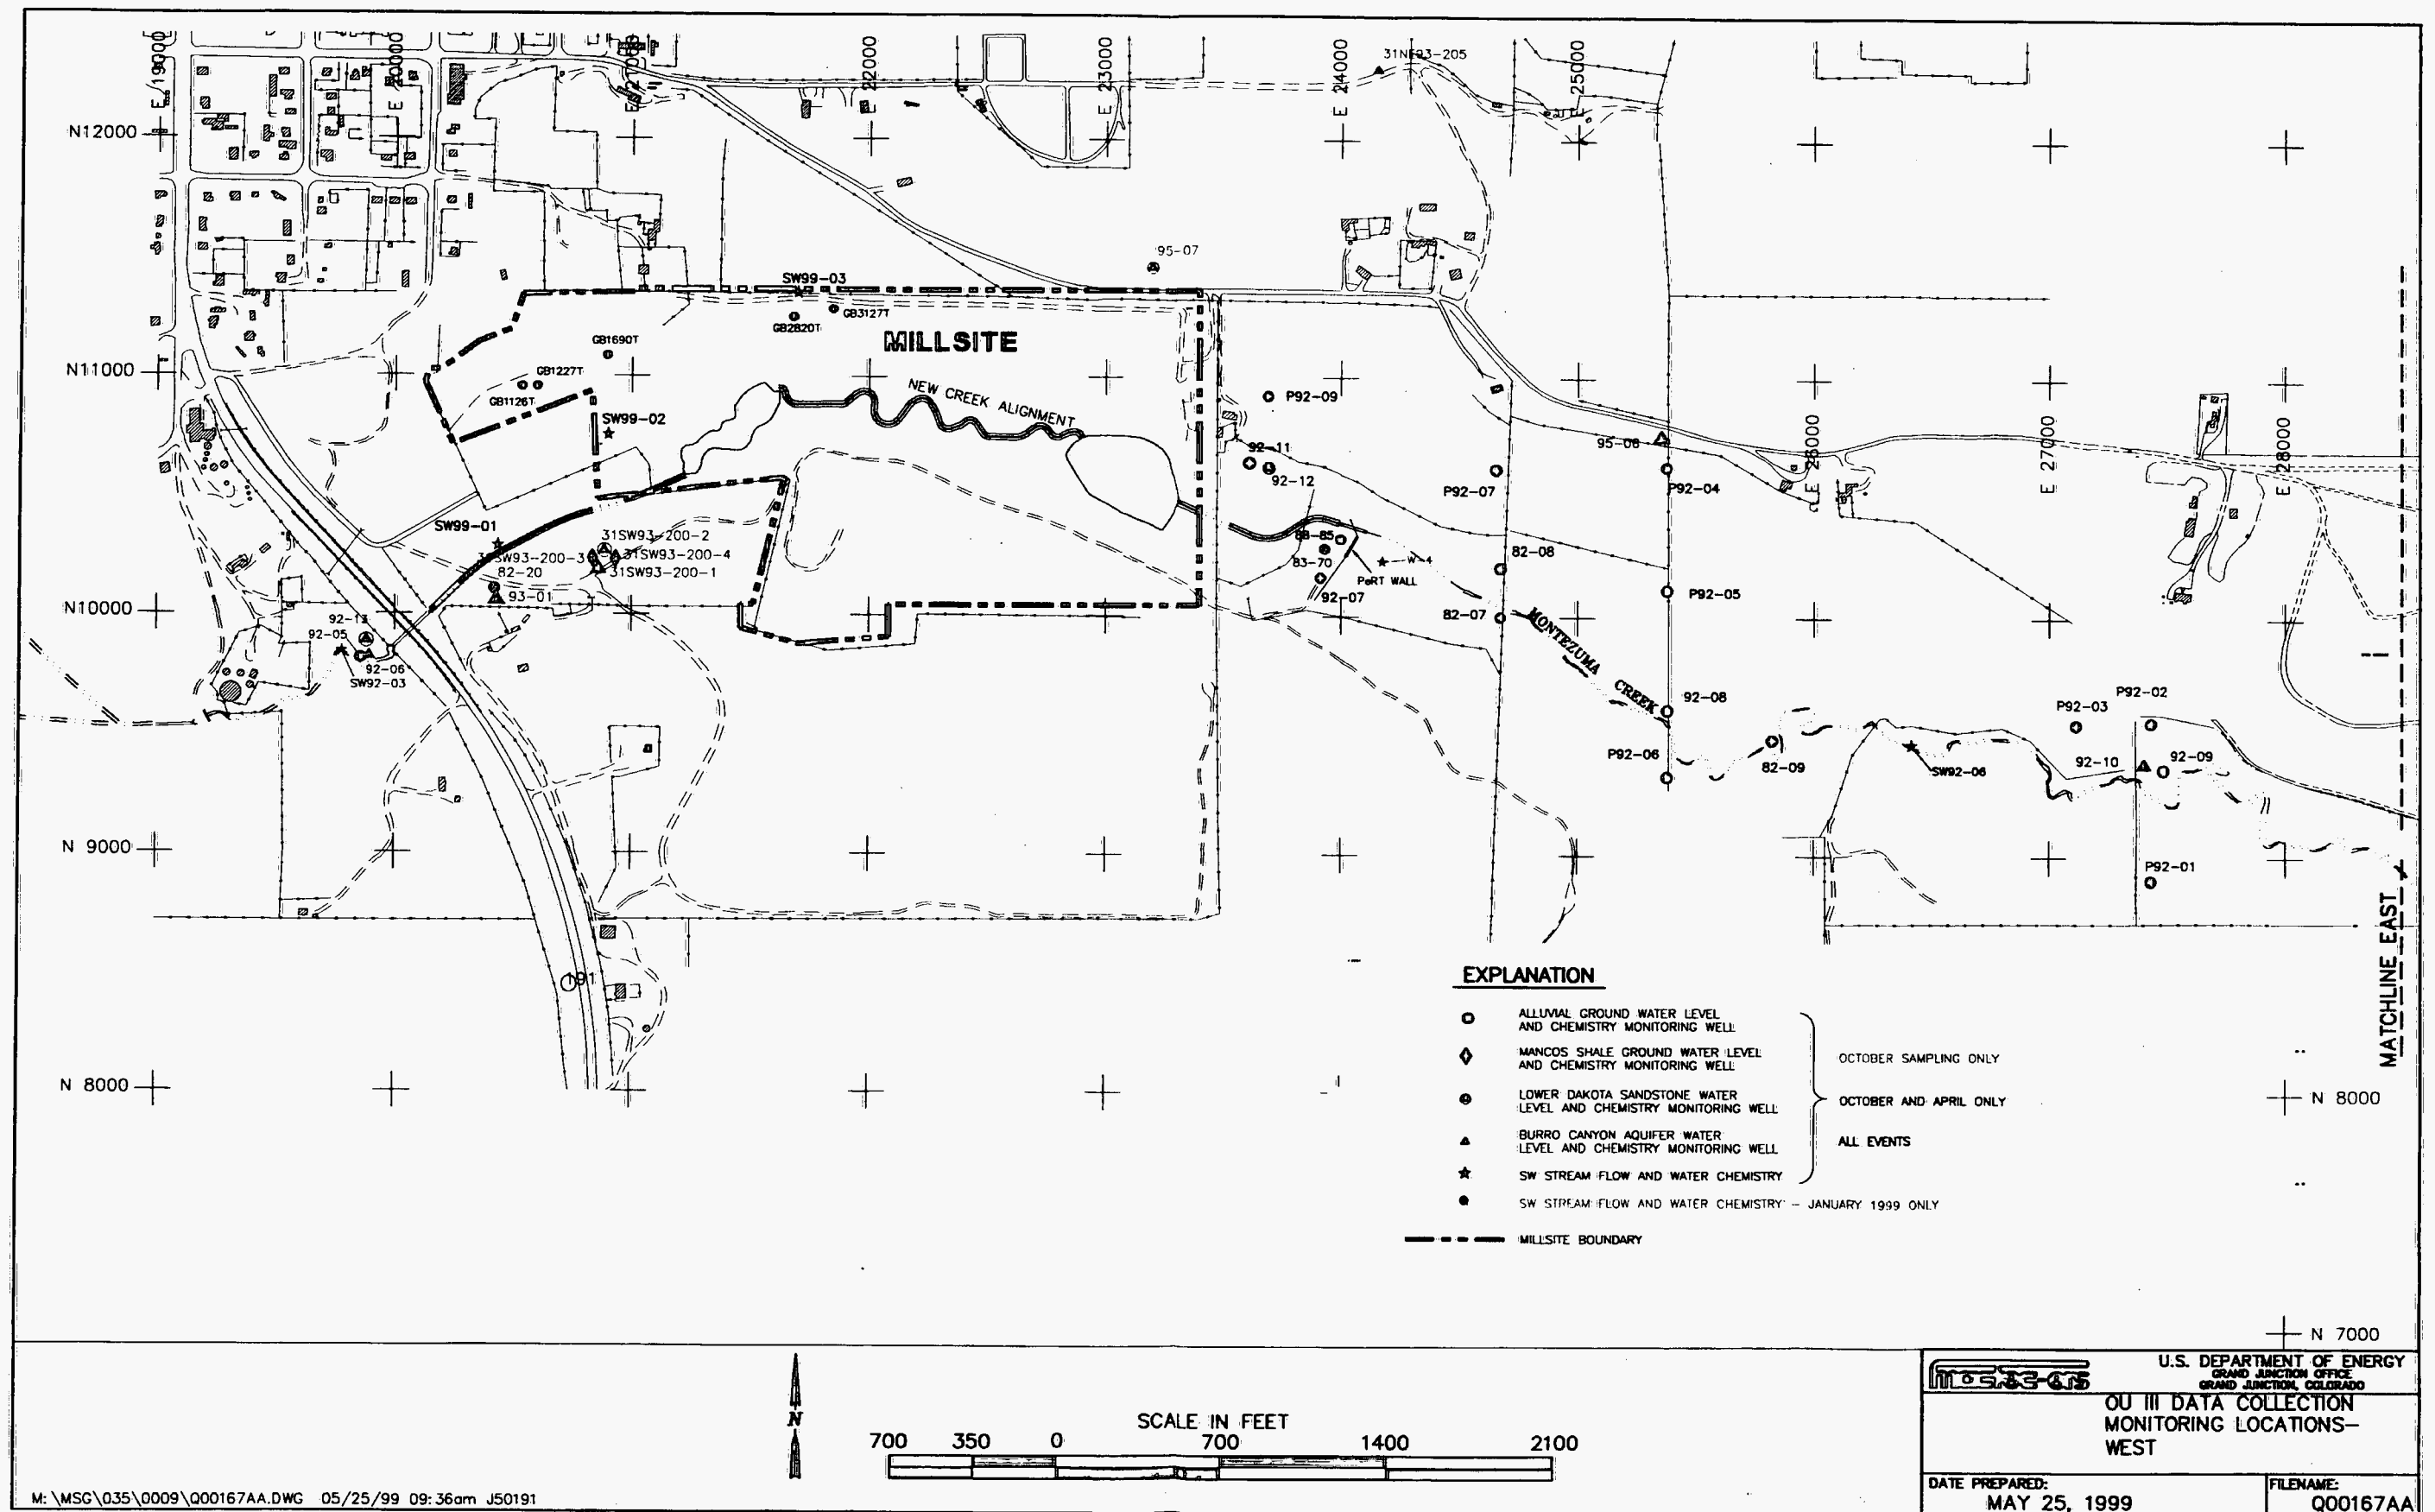 E 19000
E 20000
E 22000
E 23000
E 24000
31NE93-205
E 25000
N12000
95-07
SW99-03
GB2820T
GB3127T
MILLSITE
GB1690T
N11000
GB1227T
GB1126T
NEW CREEK ALIGNMENT
SW99-02
P92-09
92-11
92-12
P92-07
95-08
P92-04
E 26000
E 27000
E 28000
SW99-01
31SW93-200-2
31SW93-200-3
31SW93-200-4
31SW93-200-1
82-20
93-01
88-85
83-70
W-4
PeRT WALL
92-07
82-08
P92-05
N10000
82-07
92-05
92-06
SW92-03
MONTEZUMA CREEK
92-08
P92-06
82-09
SW92-06
P92-03
P92-02
92-10
92-09
N 9000
P92-01
191
MATCHLINE EAST
EXPLANATION
ALLUVIAL GROUND WATER LEVEL
AND CHEMISTRY MONITORING WELL
MANCOS SHALE GROUND WATER LEVEL
AND CHEMISTRY MONITORING WELL
OCTOBER SAMPLING ONLY
LOWER DAKOTA SANDSTONE WATER
LEVEL AND CHEMISTRY MONITORING WELL
OCTOBER AND APRIL ONLY
BURRO CANYON AQUIFER WATER
LEVEL AND CHEMISTRY MONITORING WELL
ALL EVENTS
SW STREAM FLOW AND WATER CHEMISTRY
SW STREAM FLOW AND WATER CHEMISTRY - JANUARY 1999 ONLY
MILLSITE BOUNDARY
N 8000
N 8000
N 7000
N
SCALE IN FEET
700 350 0 700 1400 2100
U.S. DEPARTMENT OF ENERGY
GRAND JUNCTION OFFICE
GRAND JUNCTION, COLORADO
OU III DATA COLLECTION
MONITORING LOCATIONS-
WEST
DATE PREPARED:
MAY 25, 1999
FILENAME:
Q00167AA
M:\MSG\035\0009\Q00167AA.DWG 05/25/99 09:36am J50191